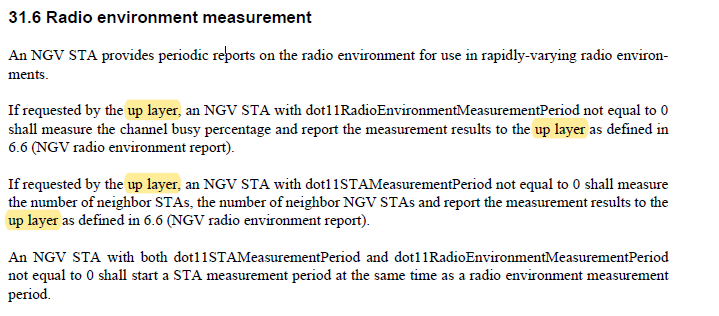 31.6 Radio environment measurement
An NGV STA provides periodic reports on the radio environment for use in rapidly-varying radio environ-
ments.
If requested by the up layer, an NGV STA with dot11RadioEnvironmentMeasurementPeriod not equal to 0
shall measure the channel busy percentage and report the measurement results to the up layer as defined in
6.6 (NGV radio environment report).
If requested by the up layer, an NGV STA with dot11STAMeasurementPeriod not equal to 0 shall measure
the number of neighbor STAs, the number of neighbor NGV STAs and report the measurement results to the
up layer as defined in 6.6 (NGV radio environment report).
An NGV STA with both dot11STAMeasurementPeriod and dot11RadioEnvironmentMeasurementPeriod
not equal to 0 shall start a STA measurement period at the same time as a radio environment measurement
period.